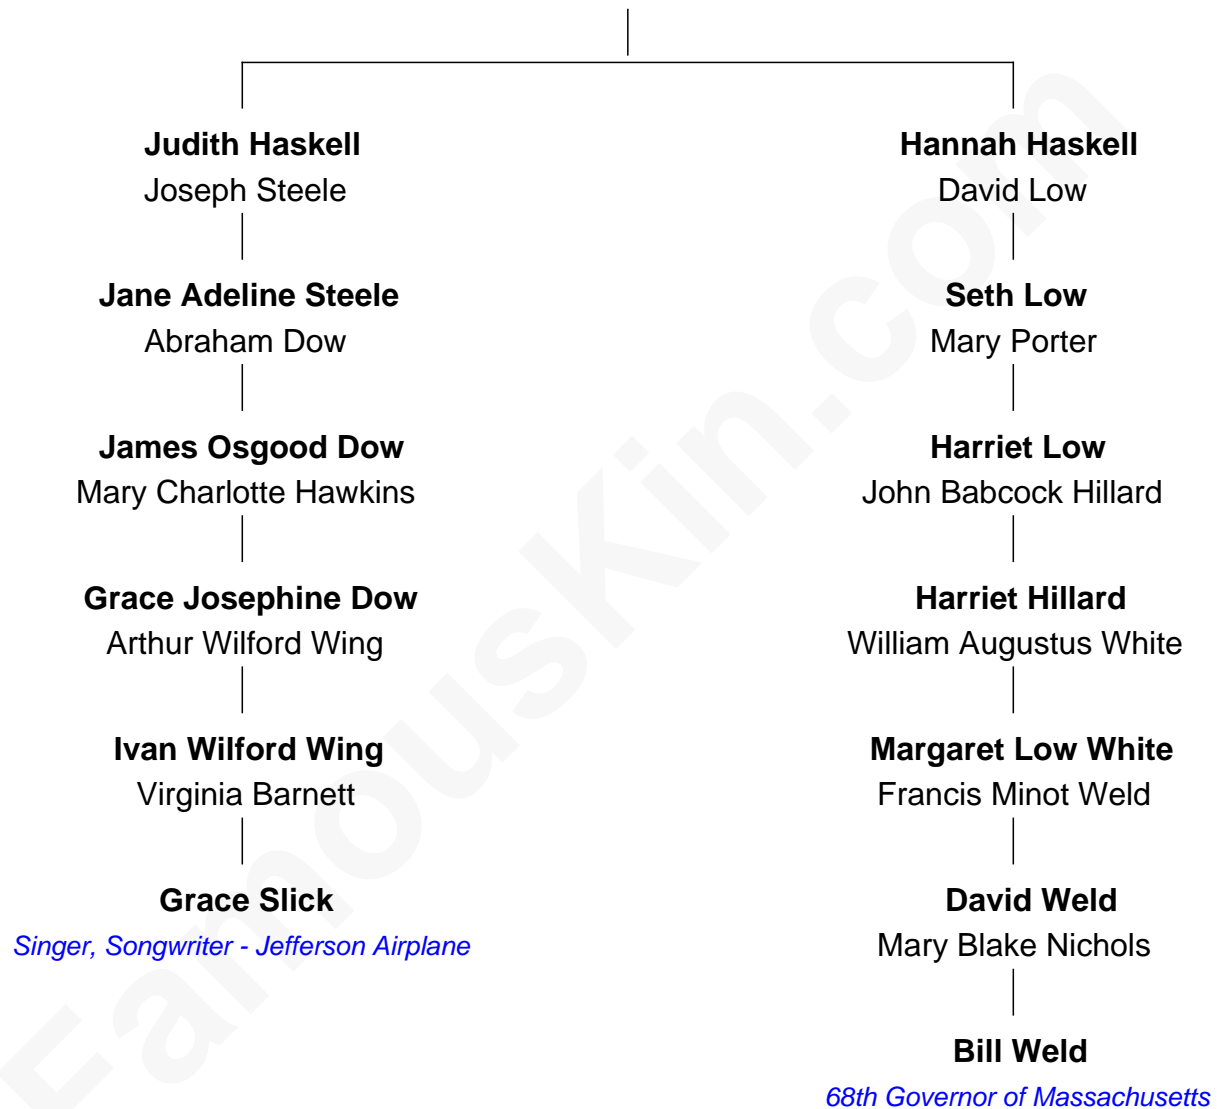 Judith Haskell
Joseph Steele
Jane Adeline Steele
Abraham Dow
James Osgood Dow
Mary Charlotte Hawkins
Grace Josephine Dow
Arthur Wilford Wing
Ivan Wilford Wing
Virginia Barnett
Grace Slick
Singer, Songwriter - Jefferson Airplane
Hannah Haskell
David Low
Seth Low
Mary Porter
Harriet Low
John Babcock Hillard
Harriet Hillard
William Augustus White
Margaret Low White
Francis Minot Weld
David Weld
Mary Blake Nichols
Bill Weld
68th Governor of Massachusetts
FamousKin.com